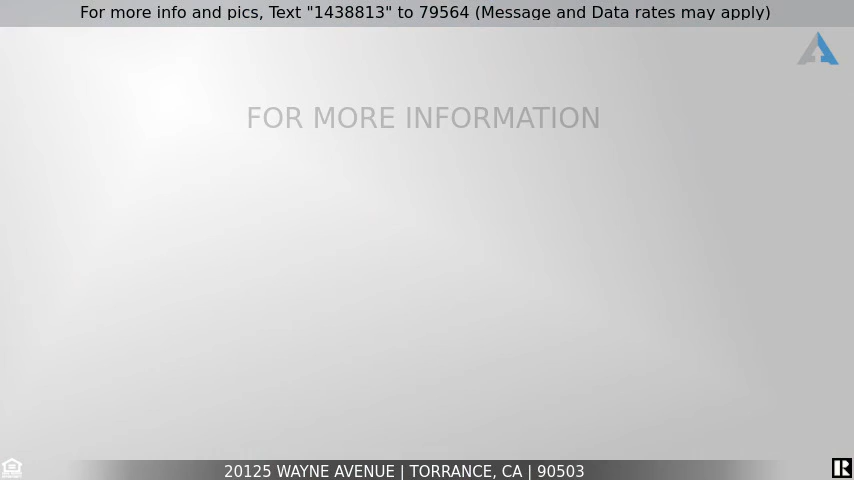 For more info and pics, Text "1438813" to 79564 (Message and Data rates may apply)
FOR MORE INFORMATION
20125 WAYNE AVENUE | TORRANCE, CA | 90503